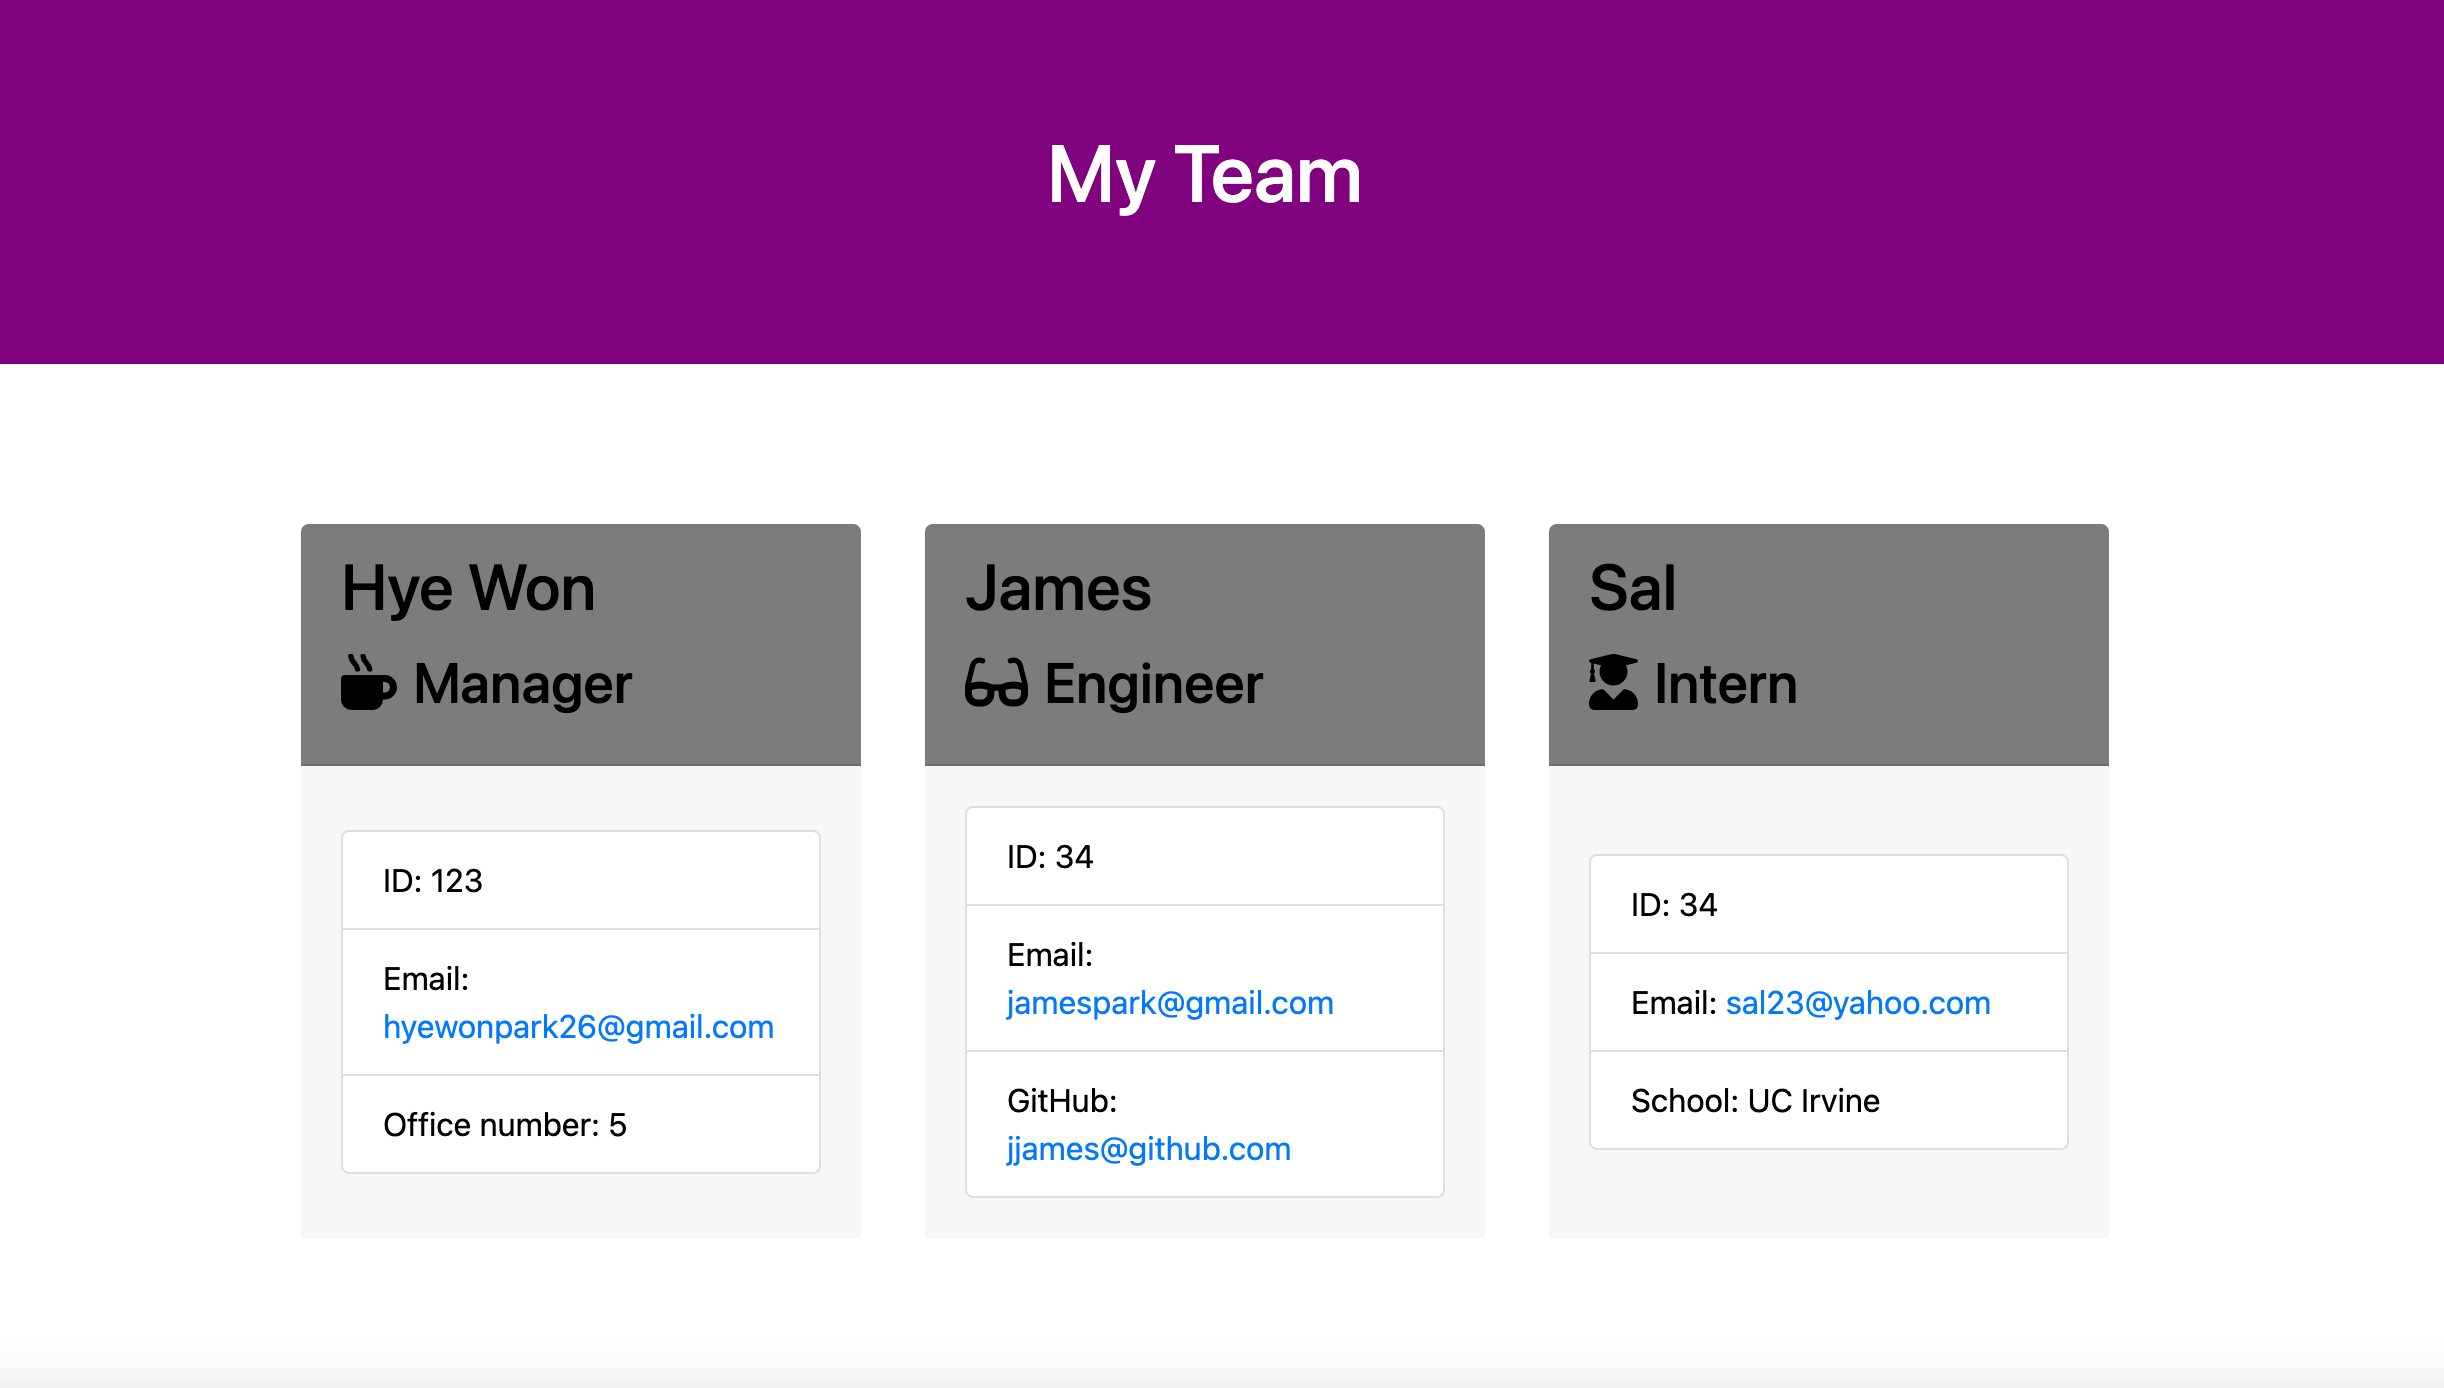 My Team
Hye Won
Manager
ID: 123
Email:
hyewonpark26@gmail.com
Office number: 5
James
Engineer
ID: 34
Email:
jamespark@gmail.com
GitHub:
jjames@github.com
Sal
Intern
ID: 34
Email: sal23@yahoo.com
School: UC Irvine